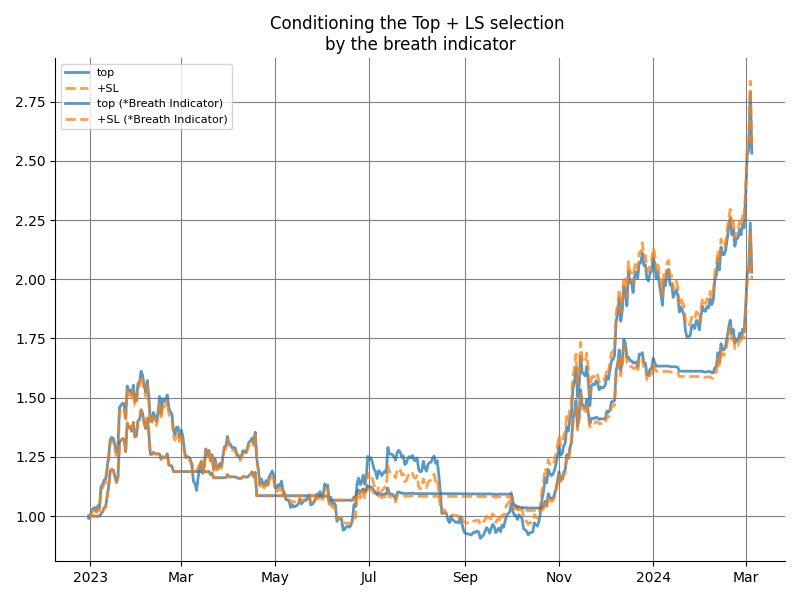 Conditioning the Top + LS selection
by the breath indicator
top
+SL
top (*Breath Indicator)
+SL (*Breath Indicator)
2.75
2.50
2.25
2.00
1.75
1.50
1.25
1.00
2023
Mar
May
Jul
Sep
Nov
2024
Mar